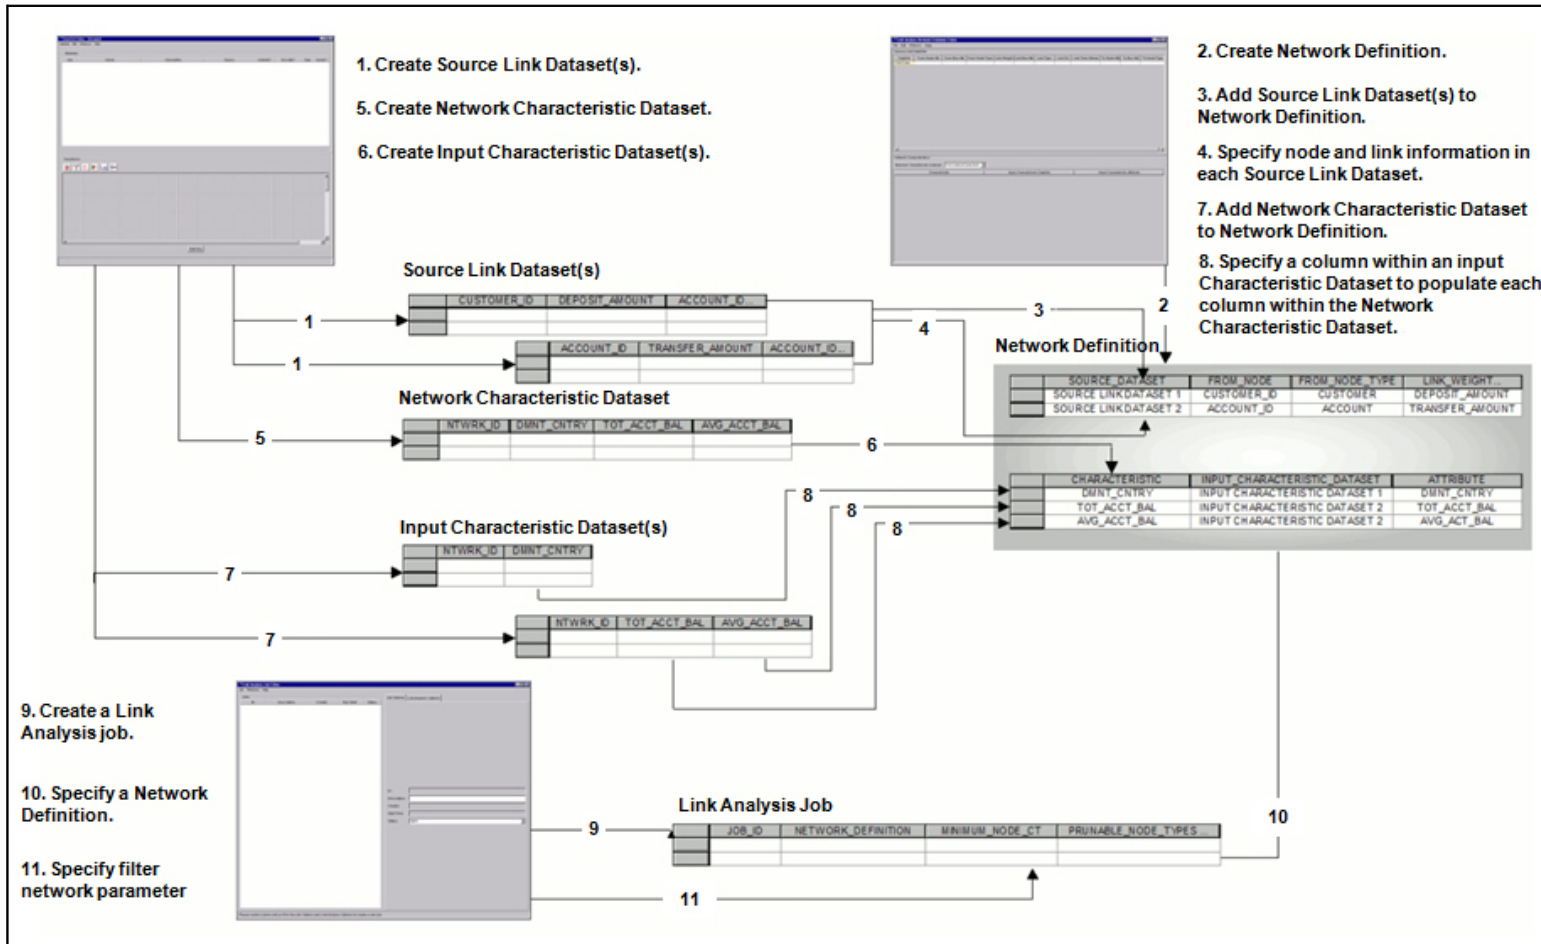 1. Create Source Link Dataset(s).
5. Create Network Characteristic Dataset.
6. Create Input Characteristic Dataset(s).
2. Create Network Definition.
3. Add Source Link Dataset(s) to
Network Definition.
4. Specify node and link information in
each Source Link Dataset.
7. Add Network Characteristic Dataset
to Network Definition.
8. Specify a column within an input
Characteristic Dataset to populate each
column within the Network
Characteristic Dataset.
Source Link Dataset(s)
CUSTOMER_ID DEPOSIT_AMOUNT ACCOUNT_ID...
1
3
4
2
ACCOUNT_ID TRANSFER_AMOUNT ACCOUNT_ID...
1
Network Definition
SOURCE_DATASET FROM_NODE FROM_NODE_TYPE LINK_WEIGHT...
SOURCE LINK DATASET 1 CUSTOMER_ID CUSTOMER DEPOSIT_AMOUNT
SOURCE LINK DATASET 2 ACCOUNT_ID ACCOUNT TRANSFER_AMOUNT
Network Characteristic Dataset
NTWRK_ID DMNT_CNTRY TOT_ACCT_BAL AVG_ACCT_BAL
5
6
CHARACTERISTIC INPUT_CHARACTERISTIC_DATASET ATTRIBUTE
DMNT_CNTRY INPUT CHARACTERISTIC DATASET 1 DMNT_CNTRY
TOT_ACCT_BAL INPUT CHARACTERISTIC DATASET 2 TOT_ACCT_BAL
AVG_ACCT_BAL INPUT CHARACTERISTIC DATASET 2 AVG_ACT_BAL
8
8
8
Input Characteristic Dataset(s)
NTWRK_ID DMNT_CNTRY
7
NTWRK_ID TOT_ACCT_BAL AVG_ACCT_BAL
7
9. Create a Link
Analysis job.
10. Specify a Network
Definition.
11. Specify filter
network parameter
Link Analysis Job
JOB_ID NETWORK_DEFINITION MINIMUM_NODE_CT PRUNABLE_NODE_TYPES ...
9
10
11